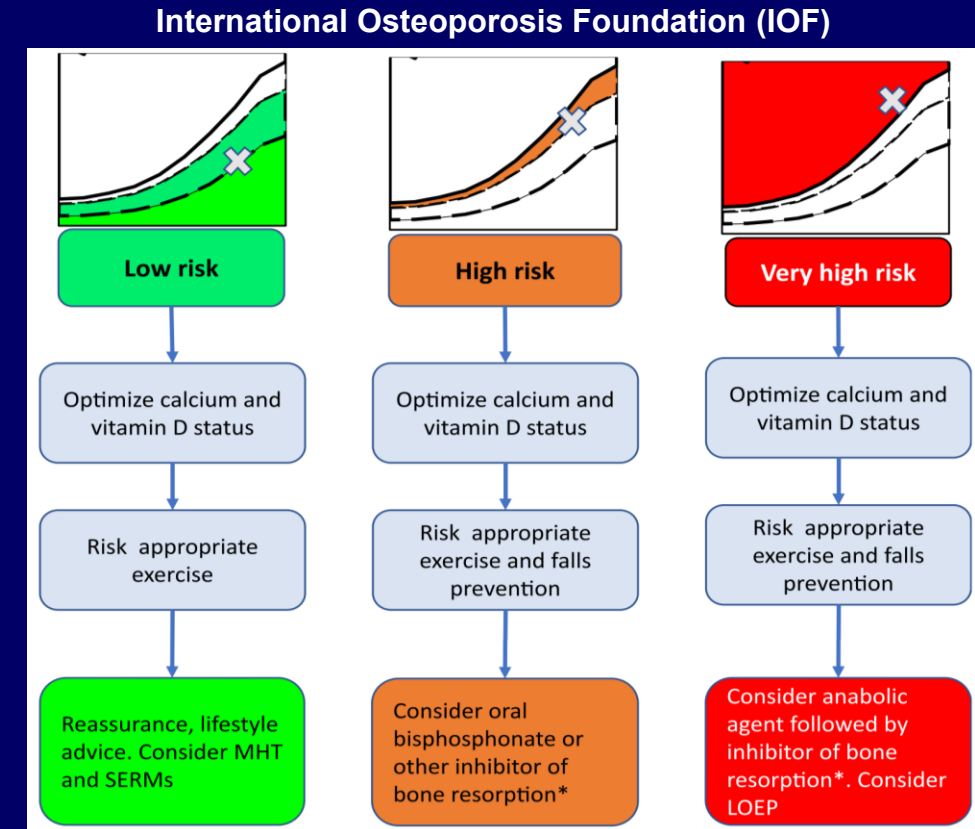 International Osteoporosis Foundation (IOF)
Low risk
Optimize calcium and
vitamin D status
Risk appropriate
exercise
Reassurance, lifestyle
advice. Consider MHT
and SERMs
High risk
Optimize calcium and
vitamin D status
Risk appropriate
exercise and falls
prevention
Consider oral
bisphosphonate or
other inhibitor of
bone resorption*
Very high risk
Optimize calcium and
vitamin D status
Risk appropriate
exercise and falls
prevention
Consider anabolic
agent followed by
inhibitor of bone
resorption*. Consider
LOEP